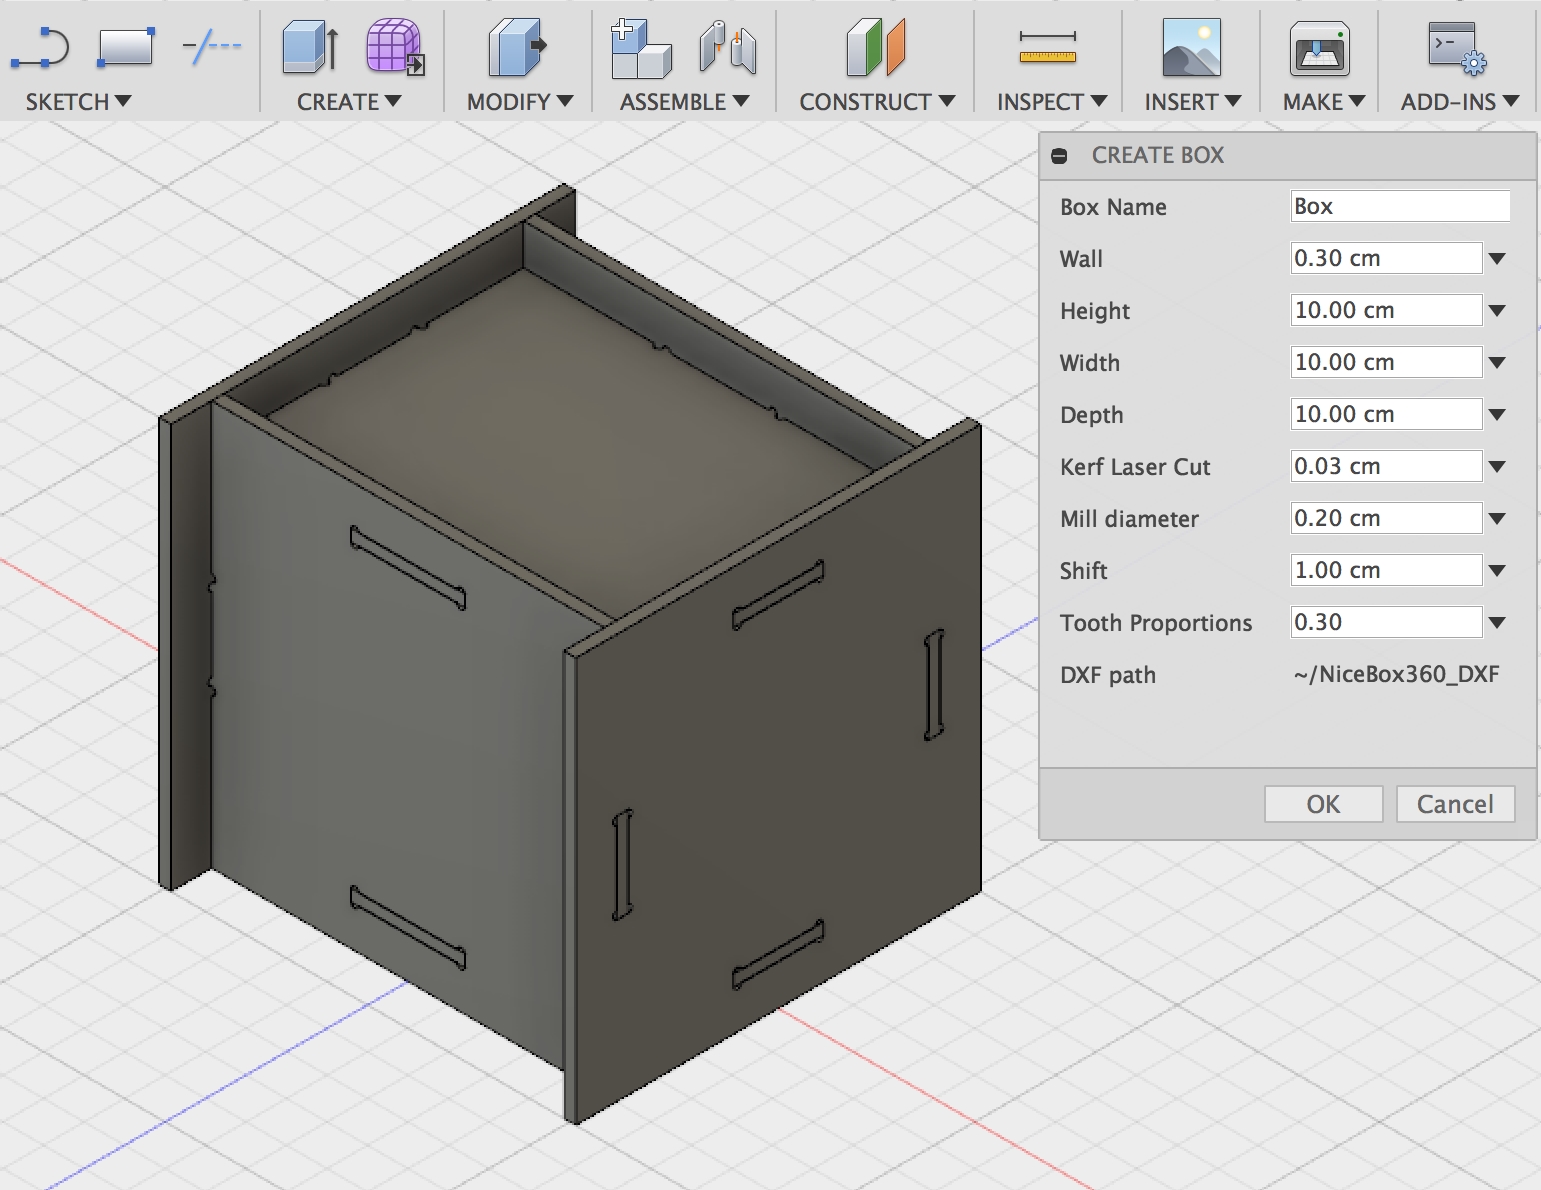 SKETCH
CREATE
MODIFY
ASSEMBLE
CONSTRUCT
INSPECT
INSERT
MAKE
ADD-INS
CREATE BOX
Box Name Box
Wall 0.30 cm
Height 10.00 cm
Width 10.00 cm
Depth 10.00 cm
Kerf Laser Cut 0.03 cm
Mill diameter 0.20 cm
Shift 1.00 cm
Tooth Proportions 0.30
DXF path ~/NiceBox360_DXF
OK Cancel